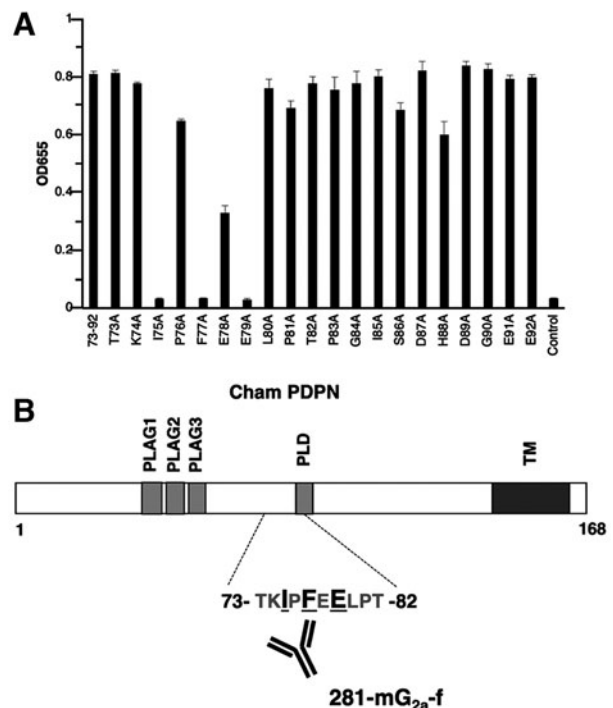 A
1
0.8
0.6
0.4
0.2
0
OD655
73-92
T73A
K74A
I75A
P76A
F77A
E78A
E79A
L80A
P81A
T82A
P83A
G84A
I85A
S86A
D87A
H88A
D89A
G90A
E91A
E92A
Control
Cham PDPN
B
PLAG1
PLAG2
PLAG3
PLD
TM
1
168
73- TKIPFEELPT -82
281-mG2a-f